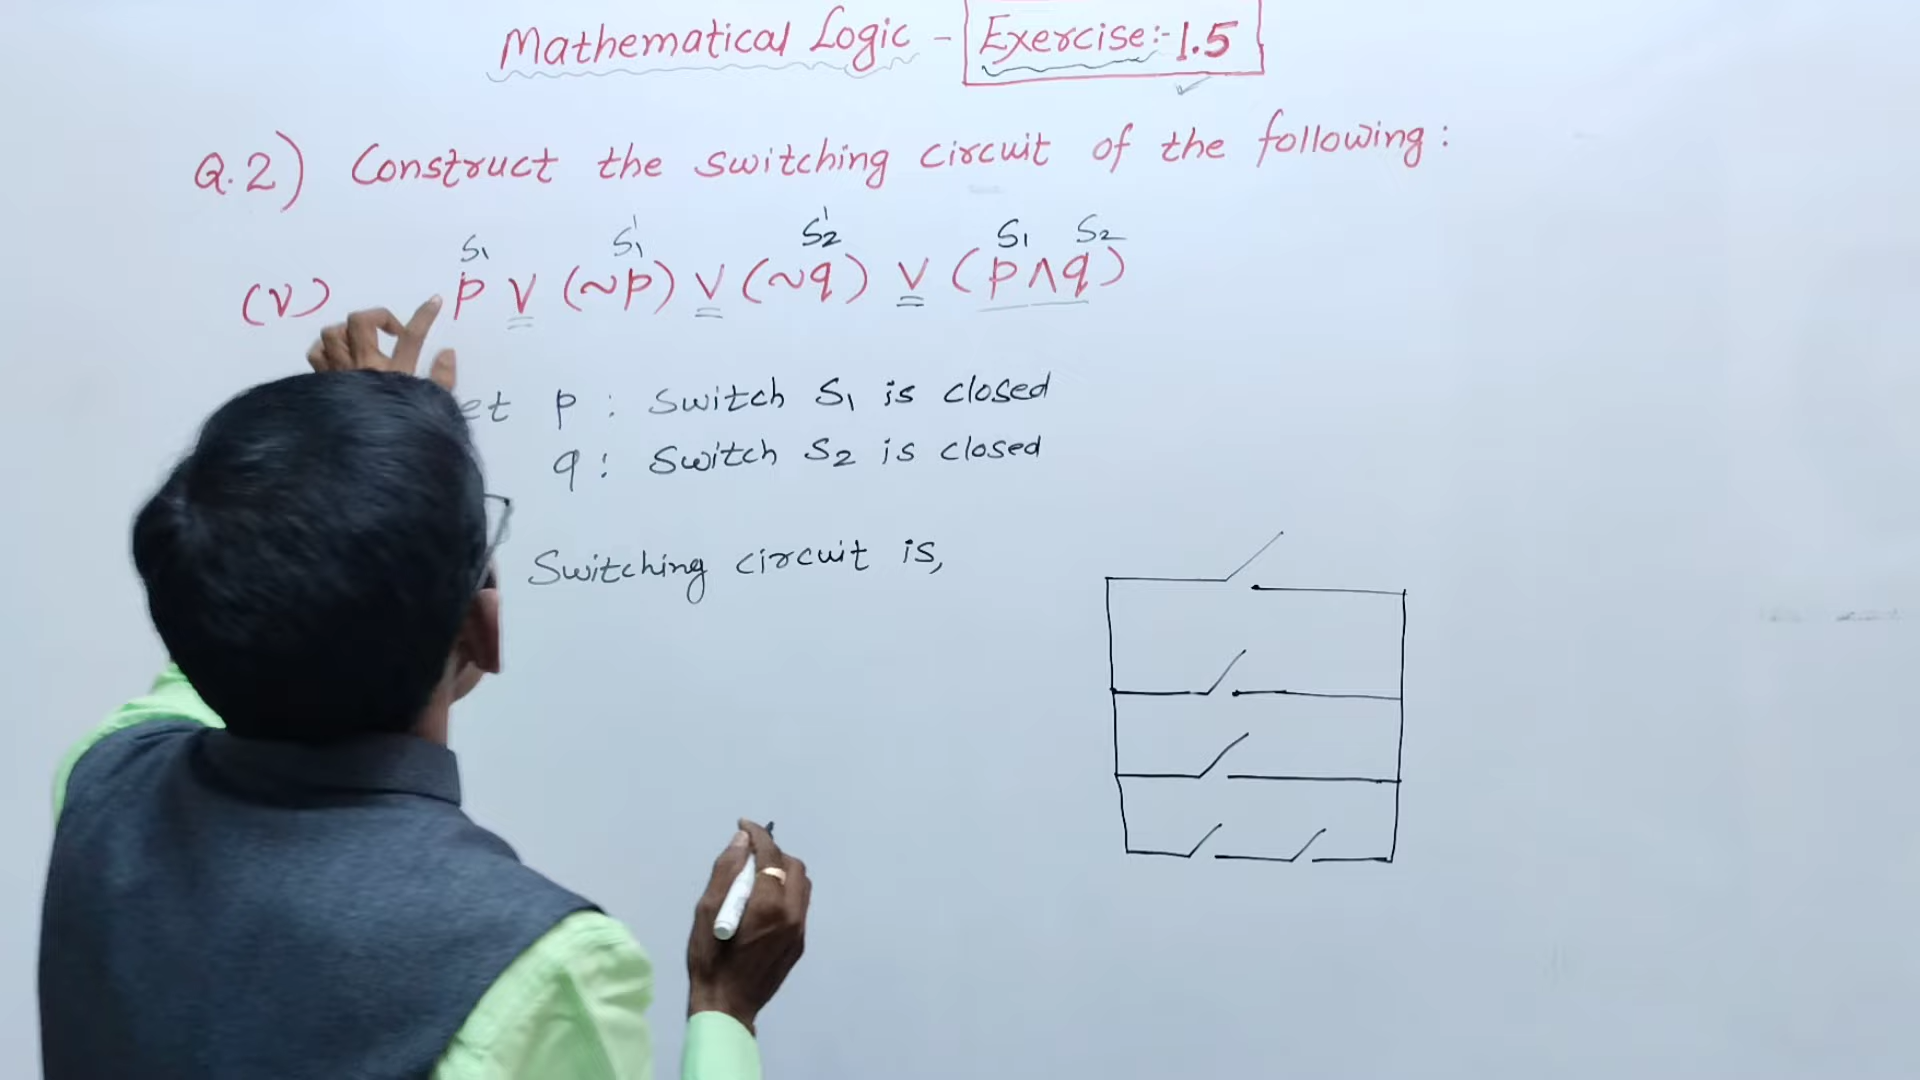 Mathematical Logic - Exercise:- 1.5
Q.2) Construct the switching circuit of the following:
S₁ S₁' S₂' S₁ S₂
(V) p ∨ (~p) ∨ (~q) ∨ (p ∧ q)
et p : Switch S₁ is closed
q : Switch S₂ is closed
Switching circuit is,